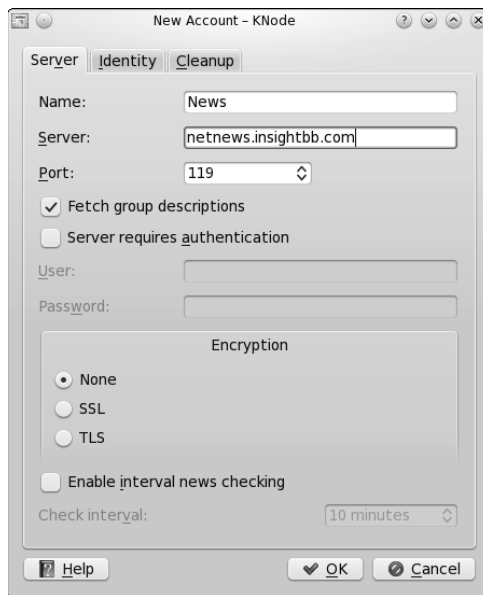 New Account – KNode
Server Identity Cleanup
Name: News
Server: netnews.insightbb.com
Port: 119
Fetch group descriptions
Server requires authentication
User:
Password:
Encryption
None
SSL
TLS
Enable interval news checking
Check interval: 10 minutes
Help OK Cancel